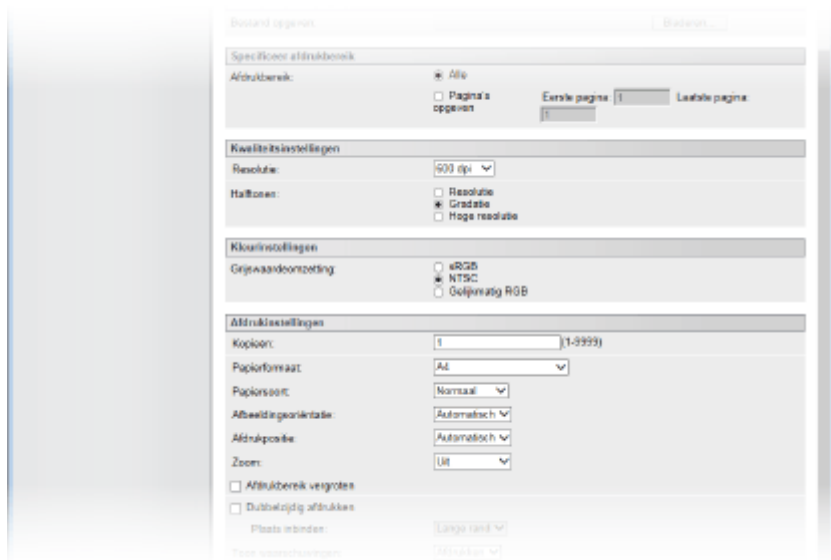 Bestand opgeven
Bladeren...
Specificeer afdrukbereik
Afdrukbereik: Alle
Pagina's opgeven Eerste pagina: 1 Laatste pagina:
1
Kwaliteitsinstellingen
Resolutie: 600 dpi
Halftonen: Resolutie
Gradatie
Hoge resolutie
Kleurinstellingen
Grijswaardeomzetting: sRGB
NTSC
Gelijkmatig RGB
Afdrukinstellingen
Kopieën: 1 (1-9999)
Papierformaat: A4
Papiersoort: Normaal
Afbeeldingsoriëntatie: Automatisch
Afdrukpositie: Automatisch
Zoom: Uit
Afdrukbereik vergroten
Dubbelzijdig afdrukken
Plaats inbinden: Lange rand
Afdrukken